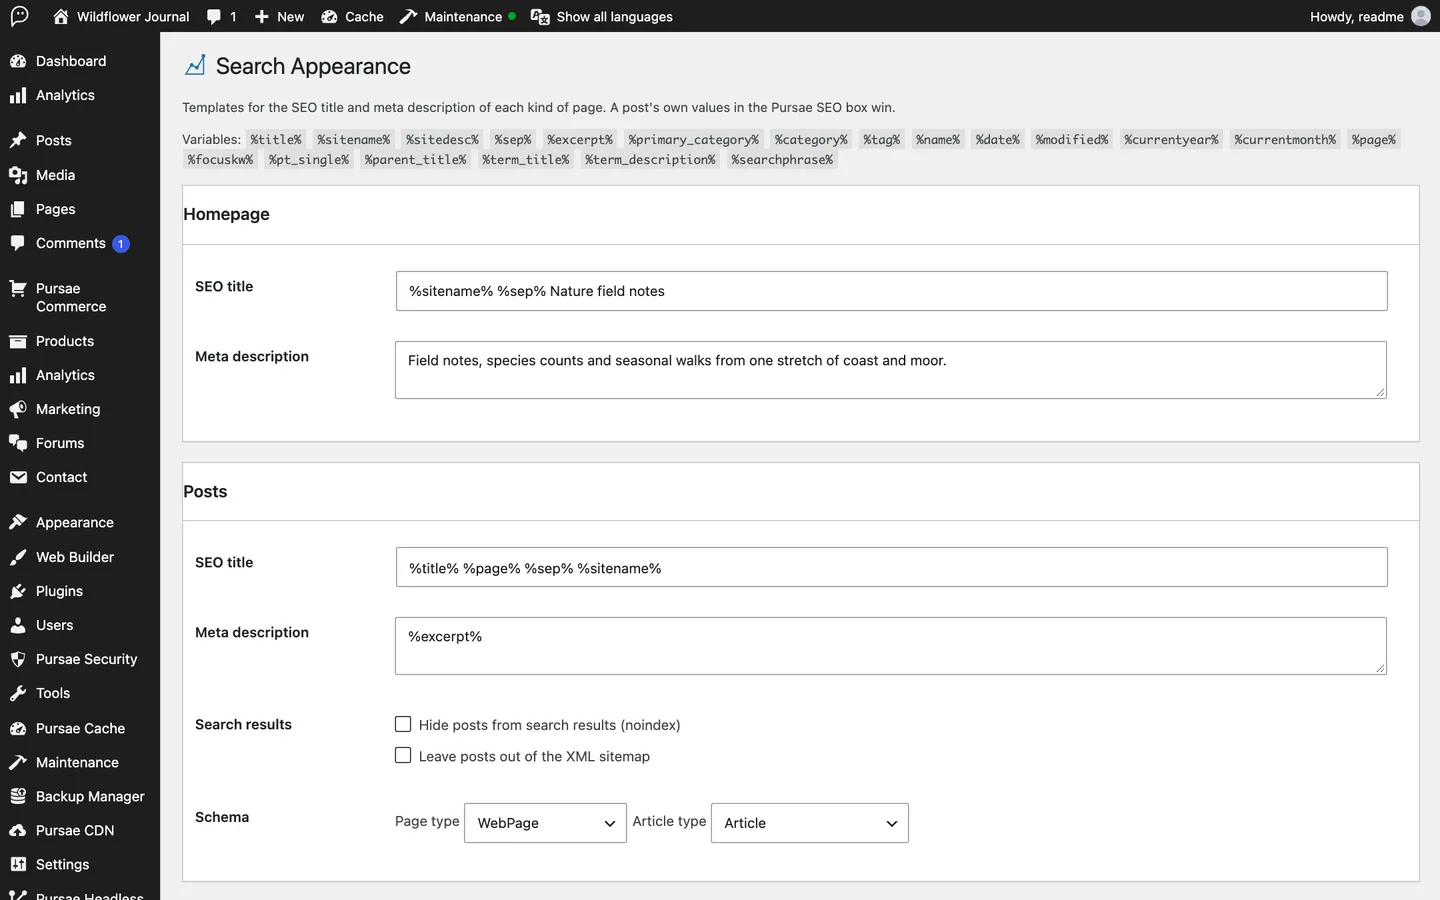 Wildflower Journal 1 New Cache Maintenance Show all languages Howdy, readme
Dashboard
Analytics
Posts
Media
Pages
Comments 1
Pursae
Commerce
Products
Analytics
Marketing
Forums
Contact
Appearance
Web Builder
Plugins
Users
Pursae Security
Tools
Pursae Cache
Maintenance
Backup Manager
Pursae CDN
Settings
Pursae Headless
Search Appearance
Templates for the SEO title and meta description of each kind of page. A post's own values in the Pursae SEO box win.
Variables: %title% %sitename% %sitedesc% %sep% %excerpt% %primary_category% %category% %tag% %name% %date% %modified% %currentyear% %currentmonth% %page%
%focuskw% %pt_single% %parent_title% %term_title% %term_description% %searchphrase%
Homepage
SEO title
%sitename% %sep% Nature field notes
Meta description
Field notes, species counts and seasonal walks from one stretch of coast and moor.
Posts
SEO title
%title% %page% %sep% %sitename%
Meta description
%excerpt%
Search results
Hide posts from search results (noindex)
Leave posts out of the XML sitemap
Schema
Page type WebPage Article type Article